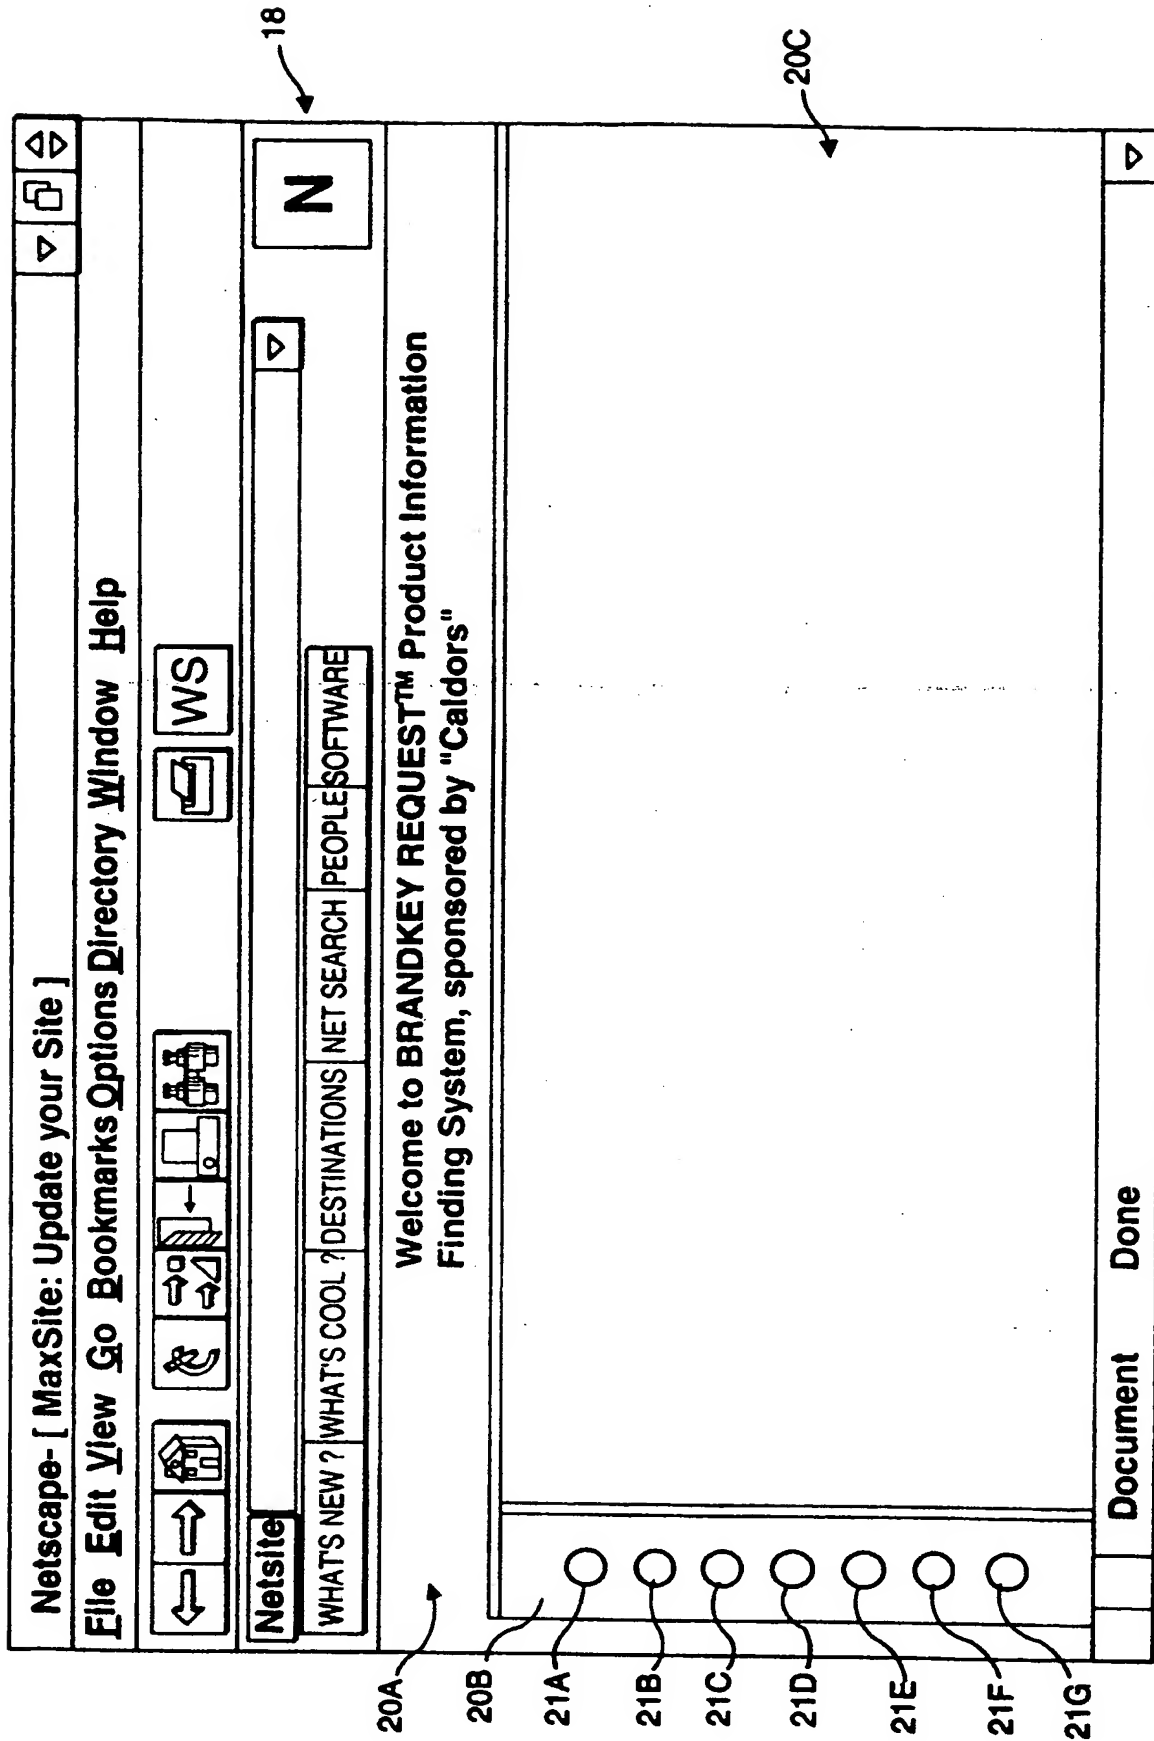 Netscape- [ MaxSite: Update your Site ]
File Edit View Go Bookmarks Options Directory Window Help
WS
Netsite
N
18
WHAT'S NEW ? WHAT'S COOL ? DESTINATIONS NET SEARCH PEOPLE SOFTWARE
Welcome to BRANDKEY REQUEST™ Product Information
Finding System, sponsored by "Caldors"
20A
20B
20C
21A
21B
21C
21D
21E
21F
21G
Document Done